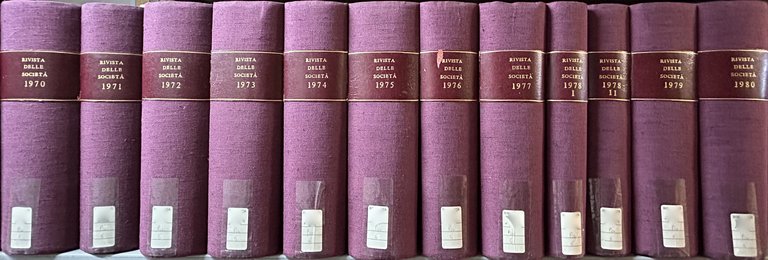 RIVISTA
DELLE
SOCIETÀ
1970
RIVISTA
DELLE
SOCIETÀ
1971
RIVISTA
DELLE
SOCIETÀ
1972
RIVISTA
DELLE
SOCIETÀ
1973
RIVISTA
DELLE
SOCIETÀ
1974
RIVISTA
DELLE
SOCIETÀ
1975
RIVISTA
DELLE
SOCIETÀ
1976
RIVISTA
DELLE
SOCIETÀ
1977
RIVISTA
DELLE
SOCIETÀ
1978
I
RIVISTA
DELLE
SOCIETÀ
1978-
II
RIVISTA
DELLE
SOCIETÀ
1979
RIVISTA
DELLE
SOCIETÀ
1980